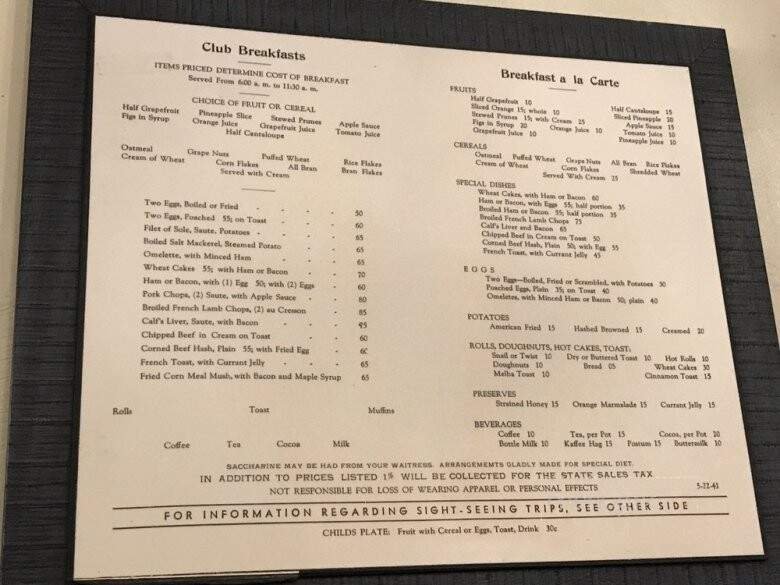 Club Breakfasts
ITEMS PRICED DETERMINE COST OF BREAKFAST
Served From 6:00 a. m. to 11:30 a. m.
CHOICE OF FRUIT OR CEREAL
Half Grapefruit Pineapple Slice Stewed Prunes Apple Sauce
Figs in Syrup Orange Juice Grapefruit Juice Tomato Juice
Half Cantaloupe
Oatmeal Grape Nuts Puffed Wheat Rice Flakes
Cream of Wheat Corn Flakes All Bran Bran Flakes
Served with Cream
Two Eggs, Boiled or Fried - - - - 50
Two Eggs, Poached 55; on Toast - - - 60
Filet of Sole, Saute, Potatoes - - - - 65
Boiled Salt Mackerel, Steamed Potato - - 65
Omelette, with Minced Ham - - - 65
Wheat Cakes 55; with Ham or Bacon - - 70
Ham or Bacon, with (1) Egg 50; with (2) Eggs - 60
Pork Chops, (2) Saute, with Apple Sauce - - 80
Broiled French Lamb Chops, (2) au Cresson - 85
Calf's Liver, Saute, with Bacon - - -
Chipped Beef in Cream on Toast - - 60
Corned Beef Hash, Plain 55; with Fried Egg - 60
French Toast, with Currant Jelly - - - 65
Fried Corn Meal Mush, with Bacon and Maple Syrup 65
Rolls Toast Muffins
Coffee Tea Cocoa Milk
Breakfast a la Carte
FRUITS
Half Grapefruit 10 Half Cantaloupe 15
Sliced Orange 15; whole 10 Sliced Pineapple 20
Stewed Prunes 15; with Cream 25 Apple Sauce 15
Figs in Syrup 20 Orange Juice 10 Tomato Juice 10
Grapefruit Juice 10 Pineapple Juice 10
CEREALS
Oatmeal Puffed Wheat Grape Nuts All Bran Rice Flakes
Cream of Wheat Corn Flakes Shredded Wheat
Served With Cream 25
SPECIAL DISHES
Wheat Cakes, with Ham or Bacon 60
Ham or Bacon, with Eggs 55; half portion 35
Broiled Ham or Bacon 55; half portion 35
Broiled French Lamb Chops 75
Calf's Liver and Bacon 65
Chipped Beef in Cream on Toast 50
Corned Beef Hash, Plain 50; with Egg 55
French Toast, with Currant Jelly 45
EGGS
Two Eggs—Boiled, Fried or Scrambled, with Potatoes 50
Poached Eggs, Plain 35; on Toast 40
Omelettes, with Minced Ham or Bacon 50; plain 40
POTATOES
American Fried 15 Hashed Browned 15 Creamed 20
ROLLS, DOUGHNUTS, HOT CAKES, TOAST:
Snail or Twist 10 Dry or Buttered Toast 10 Hot Rolls 10
Doughnuts 10 Bread 05 Wheat Cakes 30
Melba Toast 10 Cinnamon Toast 15
PRESERVES
Strained Honey 15 Orange Marmalade 15 Currant Jelly 15
BEVERAGES
Coffee 10 Tea, per Pot 15 Cocoa, per Pot 20
Bottle Milk 10 Kaffee Hag 15 Postum 15 Buttermilk 10
SACCHARINE MAY BE HAD FROM YOUR WAITRESS. ARRANGEMENTS GLADLY MADE FOR SPECIAL DIET.
IN ADDITION TO PRICES LISTED 1% WILL BE COLLECTED FOR THE STATE SALES TAX
NOT RESPONSIBLE FOR LOSS OF WEARING APPAREL OR PERSONAL EFFECTS 5-22-43
FOR INFORMATION REGARDING SIGHT-SEEING TRIPS, SEE OTHER SIDE
CHILDS PLATE: Fruit with Cereal or Eggs, Toast, Drink 30c